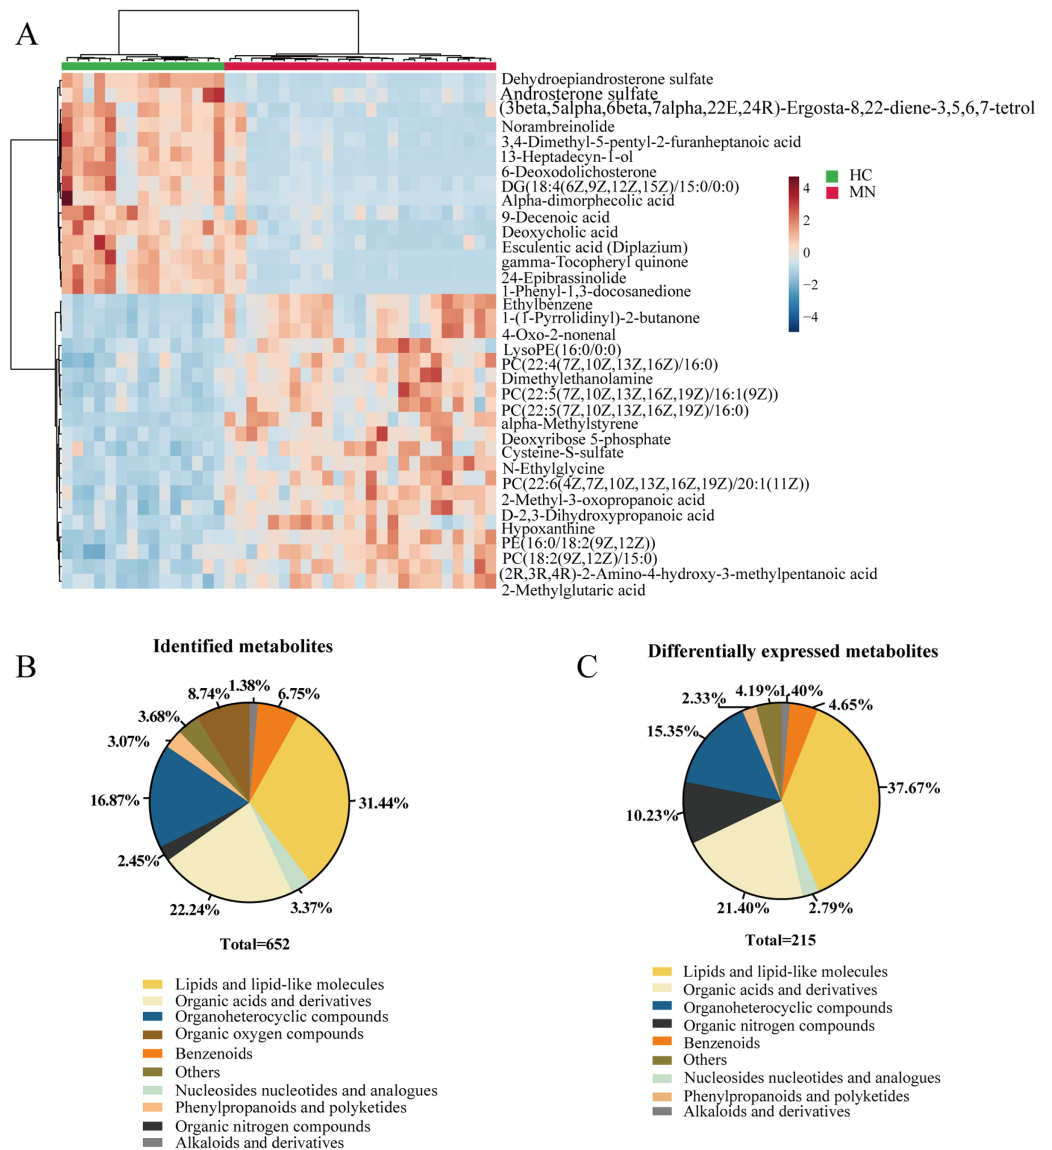 A
Dehydroepiandrosterone sulfate
Androsterone sulfate
(3beta,5alpha,6beta,7alpha,22E,24R)-Ergosta-8,22-diene-3,5,6,7-tetrol
Norambreinolide
3,4-Dimethyl-5-pentyl-2-furanheptanoic acid
13-Heptadecyn-1-ol
6-Deoxodolichosterone
DG(18:4(6Z,9Z,12Z,15Z)/15:0/0:0)
Alpha-dimorphecolic acid
9-Decenoic acid
Deoxycholic acid
Esculentic acid (Diplazium)
gamma-Tocopheryl quinone
24-Epibrassinolide
1-Phenyl-1,3-docosanedione
Ethylbenzene
1-(1-Pyrrolidinyl)-2-butanone
4-Oxo-2-nonenal
LysoPE(16:0/0:0)
PC(22:4(7Z,10Z,13Z,16Z)/16:0)
Dimethylethanolamine
PC(22:5(7Z,10Z,13Z,16Z,19Z)/16:1(9Z))
PC(22:5(7Z,10Z,13Z,16Z,19Z)/16:0)
alpha-Methylstyrene
Deoxyribose 5-phosphate
Cysteine-S-sulfate
N-Ethylglycine
PC(22:6(4Z,7Z,10Z,13Z,16Z,19Z)/20:1(11Z))
2-Methyl-3-oxopropanoic acid
D-2,3-Dihydroxypropanoic acid
Hypoxanthine
PE(16:0/18:2(9Z,12Z))
PC(18:2(9Z,12Z)/15:0)
(2R,3R,4R)-2-Amino-4-hydroxy-3-methylpentanoic acid
2-Methylglutaric acid
4
2
0
−2
−4
HC
MN
B
Identified metabolites
1.38%
6.75%
31.44%
3.37%
22.24%
2.45%
16.87%
3.07%
3.68%
8.74%
Total=652
Lipids and lipid-like molecules
Organic acids and derivatives
Organoheterocyclic compounds
Organic oxygen compounds
Benzenoids
Others
Nucleosides nucleotides and analogues
Phenylpropanoids and polyketides
Organic nitrogen compounds
Alkaloids and derivatives
C
Differentially expressed metabolites
1.40%
4.65%
37.67%
2.79%
21.40%
10.23%
15.35%
2.33%
4.19%
Total=215
Lipids and lipid-like molecules
Organic acids and derivatives
Organoheterocyclic compounds
Organic nitrogen compounds
Benzenoids
Others
Nucleosides nucleotides and analogues
Phenylpropanoids and polyketides
Alkaloids and derivatives